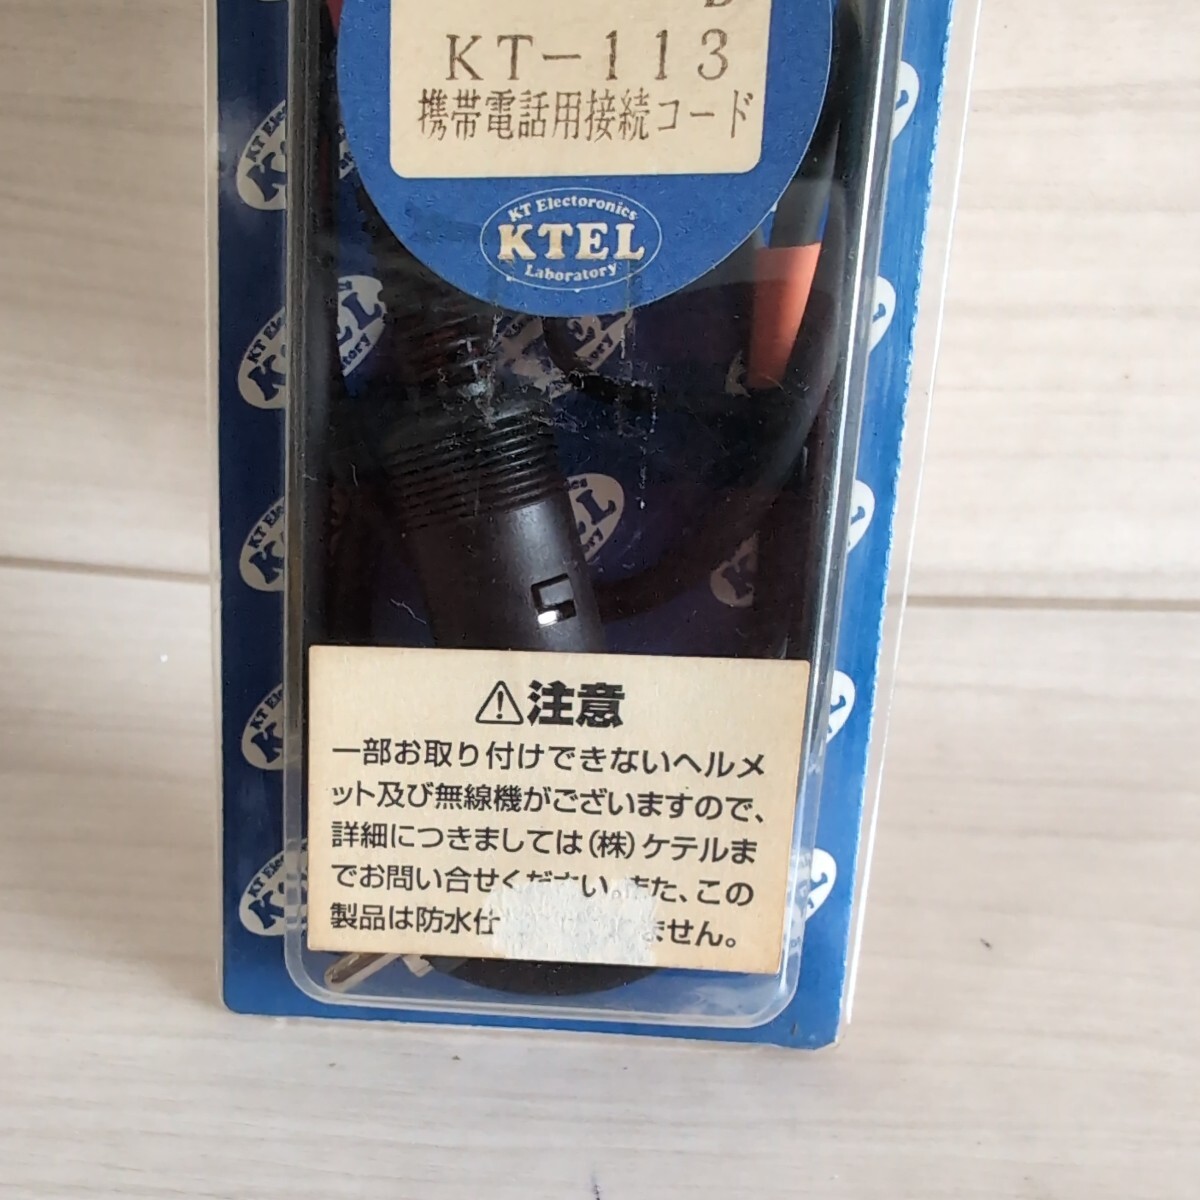 KT-113
携帯電話用接続コード
KT Electoronics
KTEL
Laboratory
⚠注意
一部お取り付けできないヘルメ
ット及び無線機がございますので、
詳細につきましては(株)ケテルま
でお問い合せください。また、この
製品は防水仕 ません。